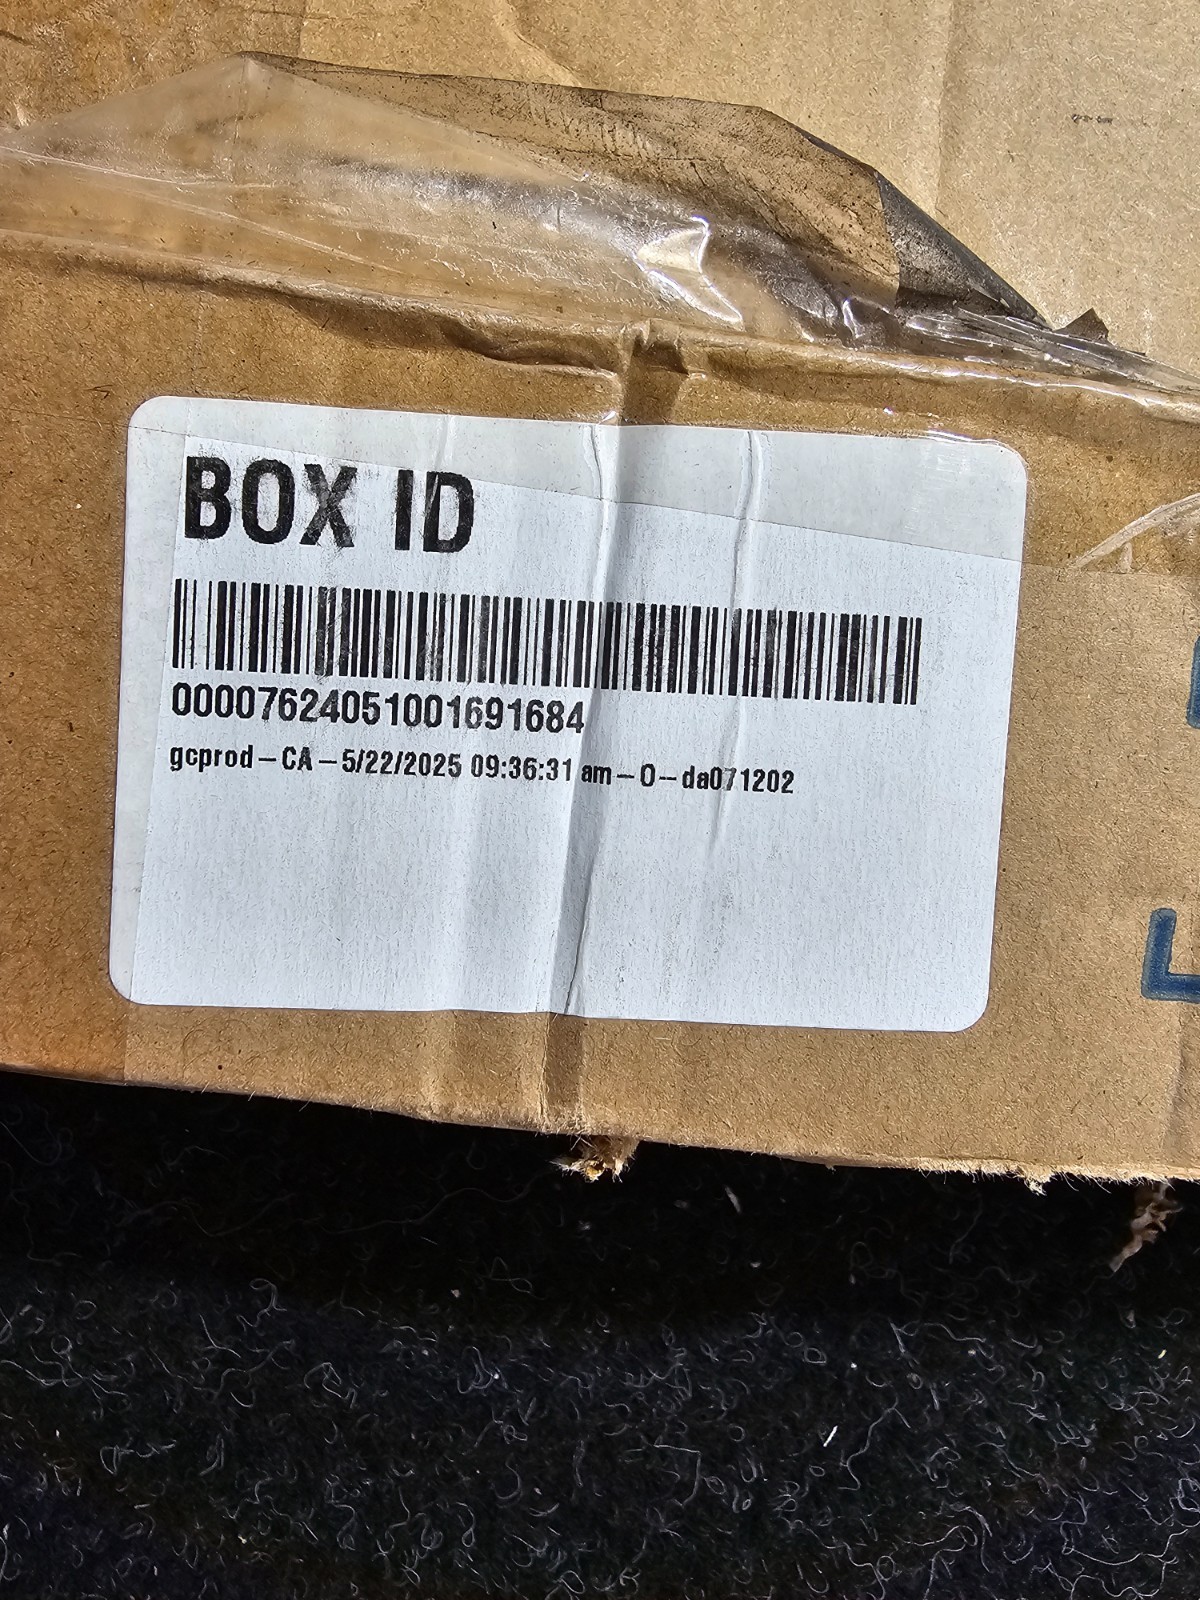 BOX ID
00007624051001691684
gcprod-CA-5/22/2025 09:36:31 am-0-da071202